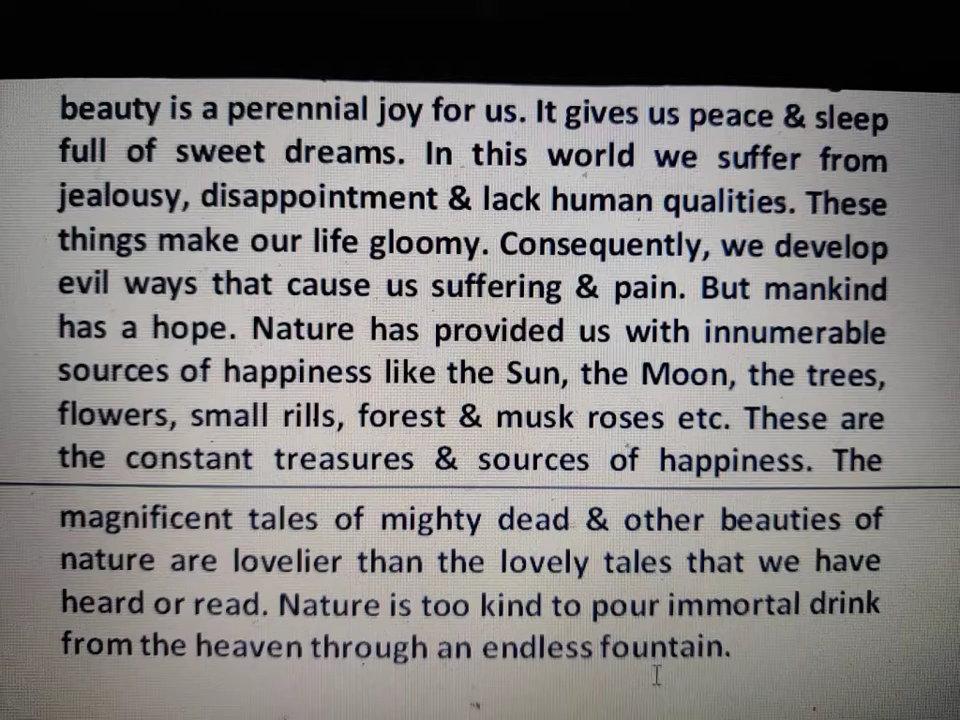 beauty is a perennial joy for us. It gives us peace & sleep
full of sweet dreams. In this world we suffer from
jealousy, disappointment & lack human qualities. These
things make our life gloomy. Consequently, we develop
evil ways that cause us suffering & pain. But mankind
has a hope. Nature has provided us with innumerable
sources of happiness like the Sun, the Moon, the trees,
flowers, small rills, forest & musk roses etc. These are
the constant treasures & sources of happiness. The
magnificent tales of mighty dead & other beauties of
nature are lovelier than the lovely tales that we have
heard or read. Nature is too kind to pour immortal drink
from the heaven through an endless fountain.